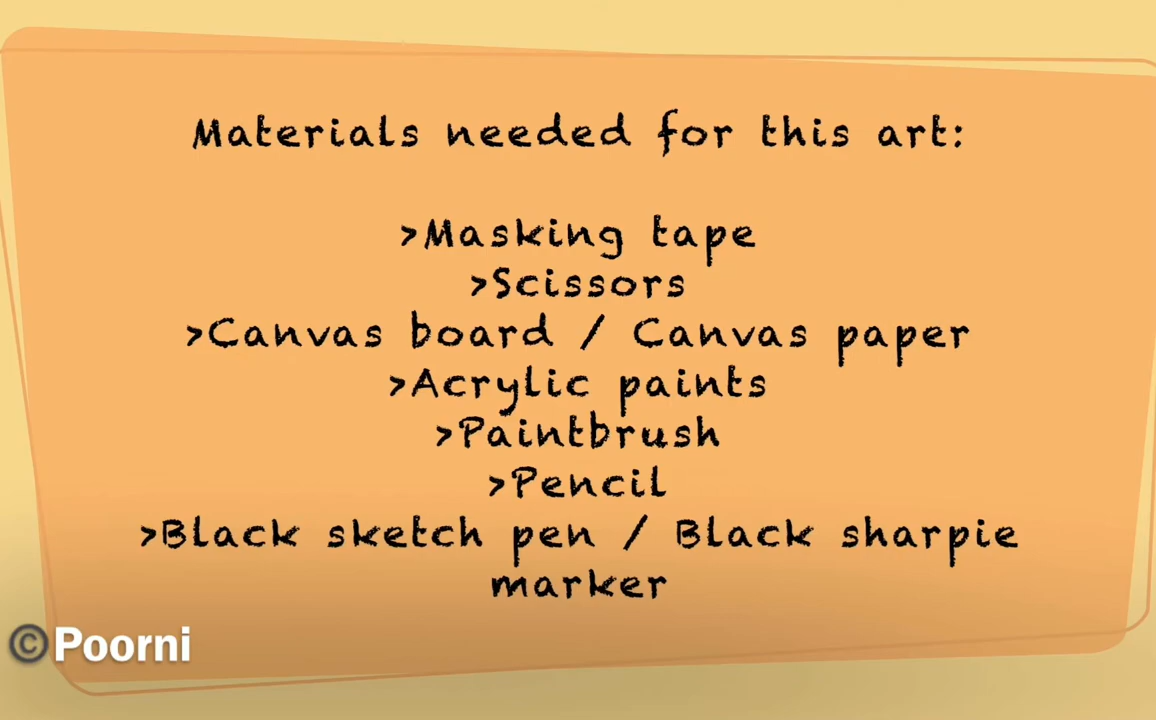 Materials needed for this art:
>Masking tape
>Scissors
>Canvas board / Canvas paper
>Acrylic paints
>Paintbrush
>Pencil
>Black sketch pen / Black sharpie
marker
©Poorni